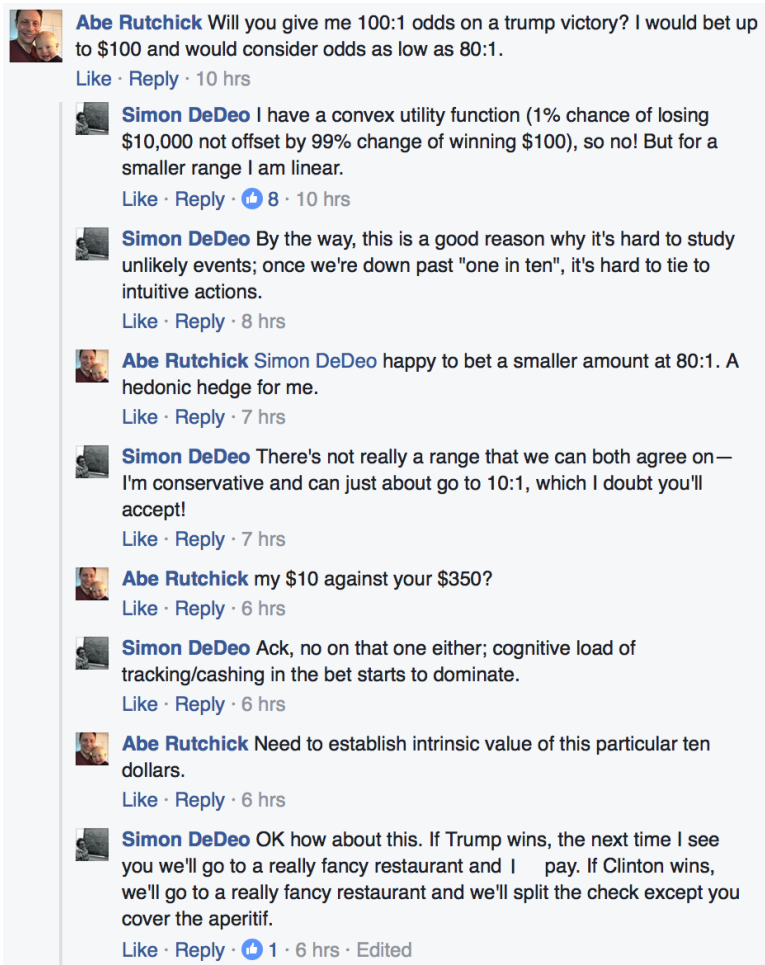 Abe Rutchick Will you give me 100:1 odds on a trump victory? I would bet up
to $100 and would consider odds as low as 80:1.
Like · Reply · 10 hrs
Simon DeDeo I have a convex utility function (1% chance of losing
$10,000 not offset by 99% change of winning $100), so no! But for a
smaller range I am linear.
Like · Reply · 8 · 10 hrs
Simon DeDeo By the way, this is a good reason why it's hard to study
unlikely events; once we're down past "one in ten", it's hard to tie to
intuitive actions.
Like · Reply · 8 hrs
Abe Rutchick Simon DeDeo happy to bet a smaller amount at 80:1. A
hedonic hedge for me.
Like · Reply · 7 hrs
Simon DeDeo There's not really a range that we can both agree on—
I'm conservative and can just about go to 10:1, which I doubt you'll
accept!
Like · Reply · 7 hrs
Abe Rutchick my $10 against your $350?
Like · Reply · 6 hrs
Simon DeDeo Ack, no on that one either; cognitive load of
tracking/cashing in the bet starts to dominate.
Like · Reply · 6 hrs
Abe Rutchick Need to establish intrinsic value of this particular ten
dollars.
Like · Reply · 6 hrs
Simon DeDeo OK how about this. If Trump wins, the next time I see
you we'll go to a really fancy restaurant and I pay. If Clinton wins,
we'll go to a really fancy restaurant and we'll split the check except you
cover the aperitif.
Like · Reply · 1 · 6 hrs · Edited